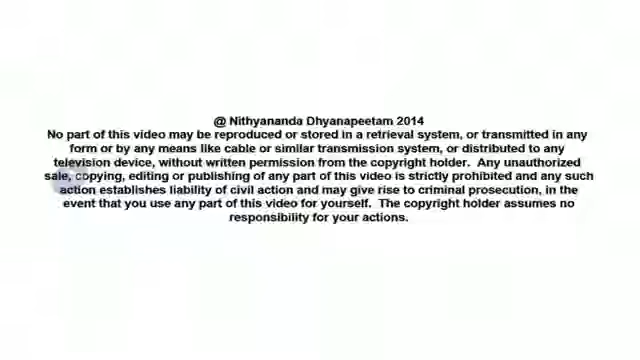 @ Nithyananda Dhyanapeetam 2014
No part of this video may be reproduced or stored in a retrieval system, or transmitted in any
form or by any means like cable or similar transmission system, or distributed to any
television device, without written permission from the copyright holder.  Any unauthorized
sale, copying, editing or publishing of any part of this video is strictly prohibited and any such
action establishes liability of civil action and may give rise to criminal prosecution, in the
event that you use any part of this video for yourself.  The copyright holder assumes no
responsibility for your actions.